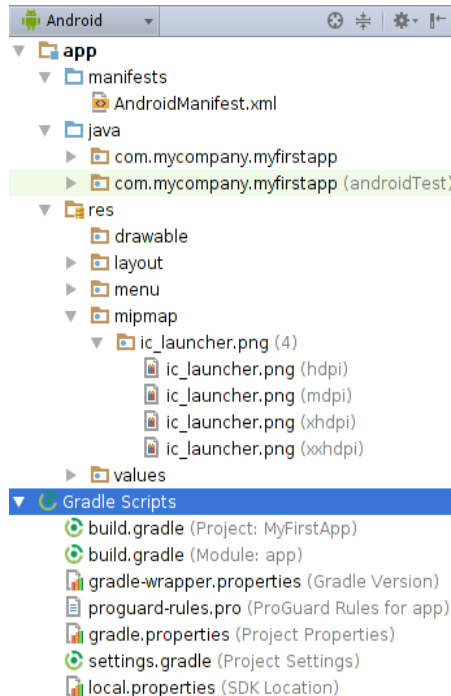 Android
app
manifests
AndroidManifest.xml
java
com.mycompany.myfirstapp
com.mycompany.myfirstapp (androidTest)
res
drawable
layout
menu
mipmap
ic_launcher.png (4)
ic_launcher.png (hdpi)
ic_launcher.png (mdpi)
ic_launcher.png (xhdpi)
ic_launcher.png (xxhdpi)
values
Gradle Scripts
build.gradle (Project: MyFirstApp)
build.gradle (Module: app)
gradle-wrapper.properties (Gradle Version)
proguard-rules.pro (ProGuard Rules for app)
gradle.properties (Project Properties)
settings.gradle (Project Settings)
local.properties (SDK Location)